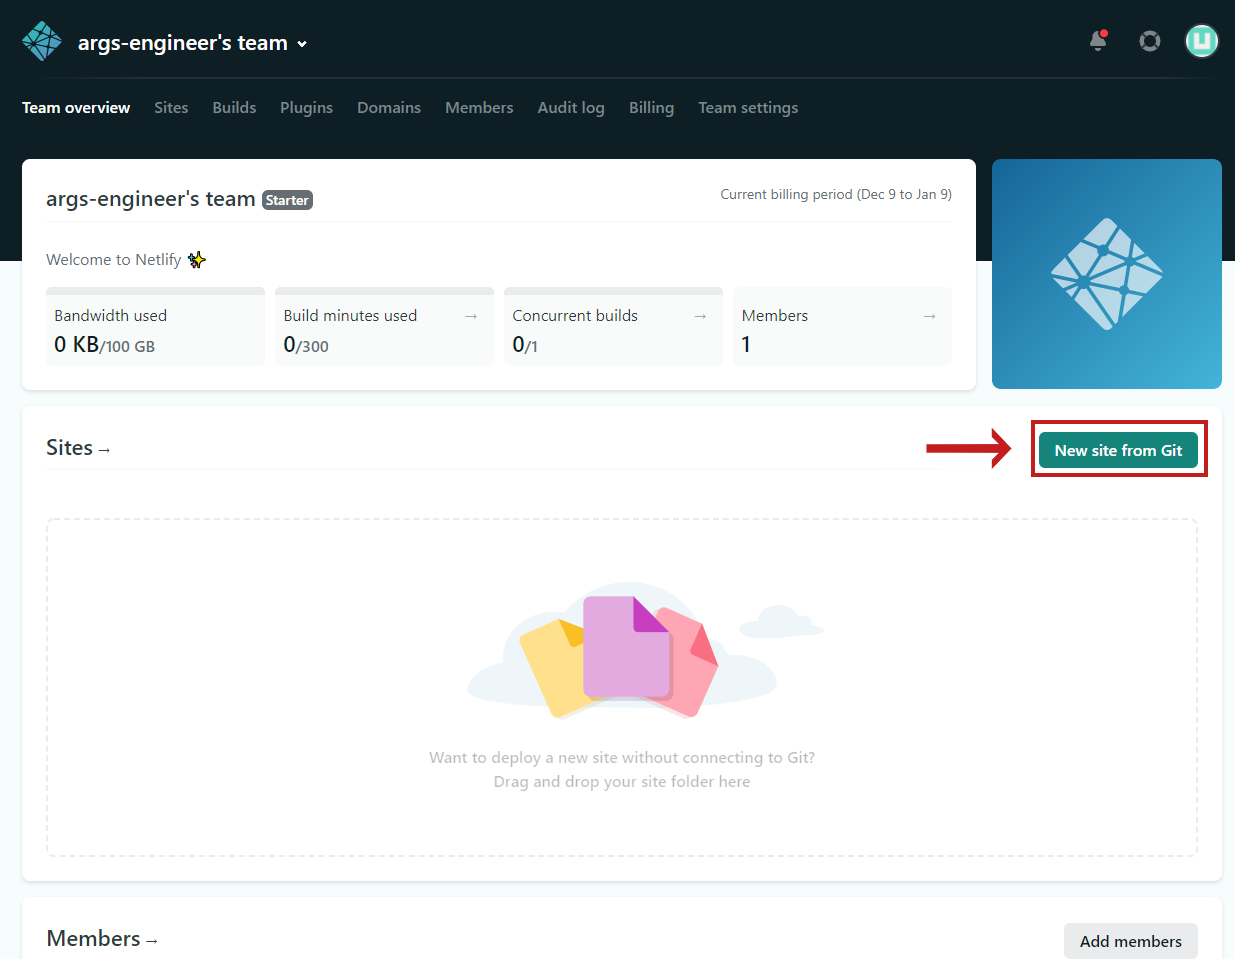 args-engineer's team
Team overview Sites Builds Plugins Domains Members Audit log Billing Team settings
args-engineer's team Starter
Current billing period (Dec 9 to Jan 9)
Welcome to Netlify ✨
Bandwidth used
0 KB/100 GB
Build minutes used →
0/300
Concurrent builds →
0/1
Members →
1
Sites →
New site from Git
Want to deploy a new site without connecting to Git?
Drag and drop your site folder here
Members →
Add members